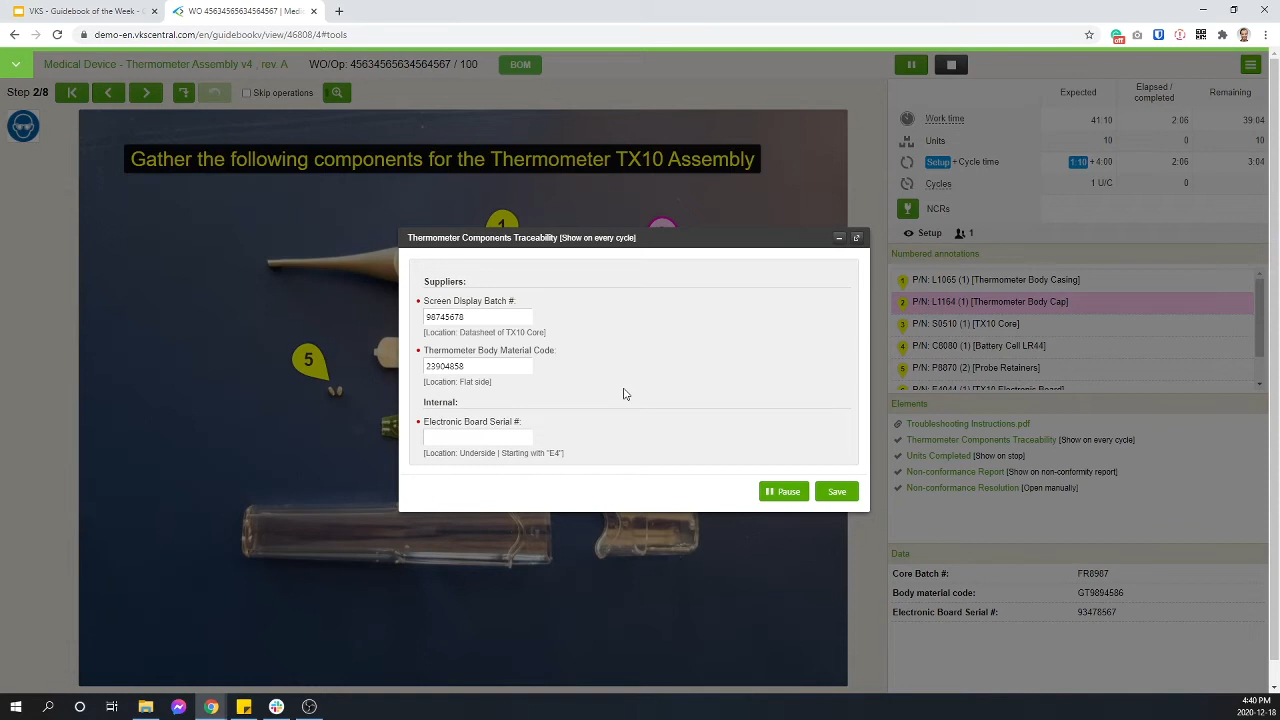 VKS - Guidebook of the Week - G
WO 45634565634564567 | Medic
demo-en.vkscentral.com/en/guidebookv/view/46808/4#tools
off
Medical Device - Thermometer Assembly v4 , rev. A
WO/Op: 45634565634564567 / 100
BOM
Step 2/8
Skip operations
Gather the following components for the Thermometer TX10 Assembly
1
5
Thermometer Components Traceability [Show on every cycle]
Suppliers:
Screen Display Batch #:
98745678
[Location: Datasheet of TX10 Core]
Thermometer Body Material Code:
23904858
[Location: Flat side]
Internal:
Electronic Board Serial #:
[Location: Underside | Starting with "E4"]
Pause
Save
Expected
Elapsed / completed
Remaining
Work time
41:10
2:06
39:04
Units
10
0
10
Setup + Cycle time
1:10 + 4:00
2:06
3:04
Cycles
1 U/C
0
NCRs
Setup
1
Numbered annotations
1 P/N: L1065 (1) [Thermometer Body Casing]
2 P/N: L1164 (1) [Thermometer Body Cap]
3 P/N: S0510 (1) [TX10 Core]
4 P/N: C8080 (1) [Battery Cell LR44]
5 P/N: P8870 (2) [Probe Retainers]
P/N: E4044 (1) [TX10 Electronic Board]
Elements
Troubleshooting Instructions.pdf
Thermometer Components Traceability [Show on every cycle]
Units Completed [Show on stop]
Non-conformance Report [Show on non-conformity report]
Non-conformance Resolution [Open manually]
Data
Core Batch #:
FR8987
Body material code:
GT9894586
Electronic Board Serial #:
93478567
4:40 PM
2020-12-18